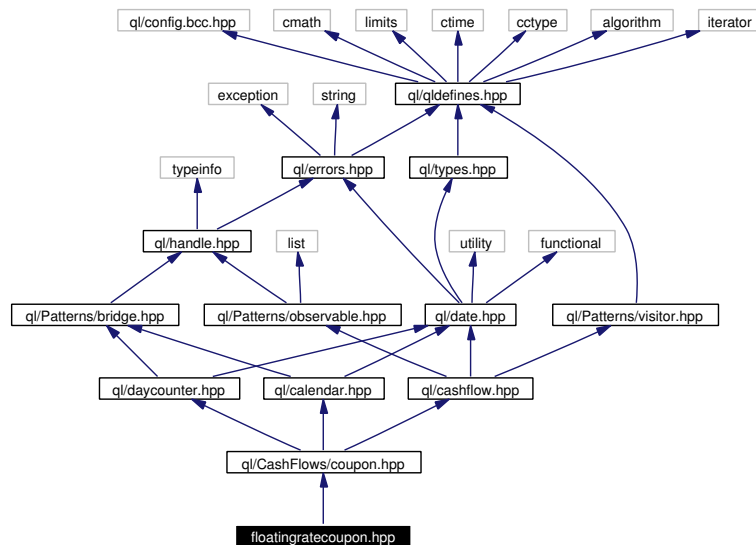 ql/config.bcc.hpp
cmath
limits
ctime
cctype
algorithm
iterator
exception
string
ql/qldefines.hpp
typeinfo
ql/errors.hpp
ql/types.hpp
ql/handle.hpp
list
utility
functional
ql/Patterns/bridge.hpp
ql/Patterns/observable.hpp
ql/date.hpp
ql/Patterns/visitor.hpp
ql/daycounter.hpp
ql/calendar.hpp
ql/cashflow.hpp
ql/CashFlows/coupon.hpp
floatingratecoupon.hpp